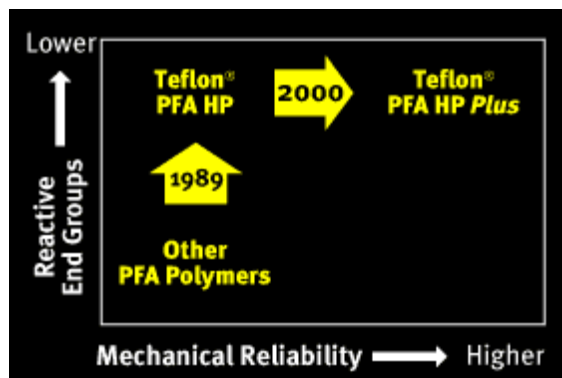 Lower
Teflon®
PFA HP
2000
Teflon®
PFA HP Plus
1989
Other
PFA Polymers
Reactive
End Groups
Mechanical Reliability
Higher